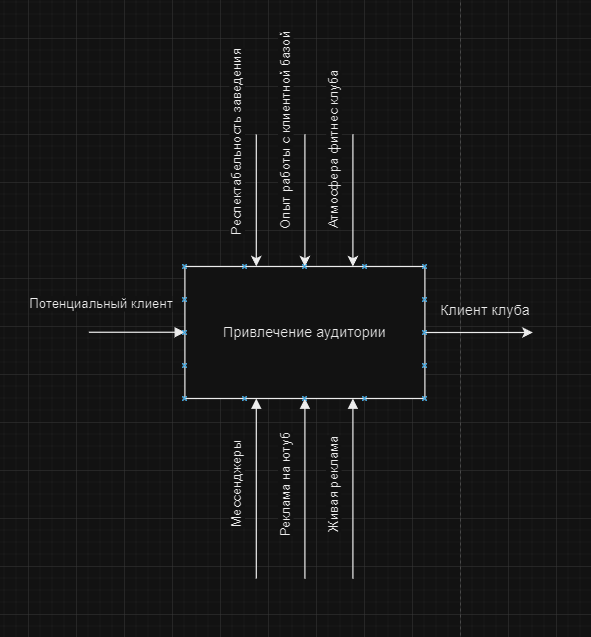 Респектабельность заведения
Опыт работы с клиентной базой
Атмосфера фитнес клуба
Потенциальный клиент
Привлечение аудитории
Клиент клуба
Мессенджеры
Реклама на ютуб
Живая реклама